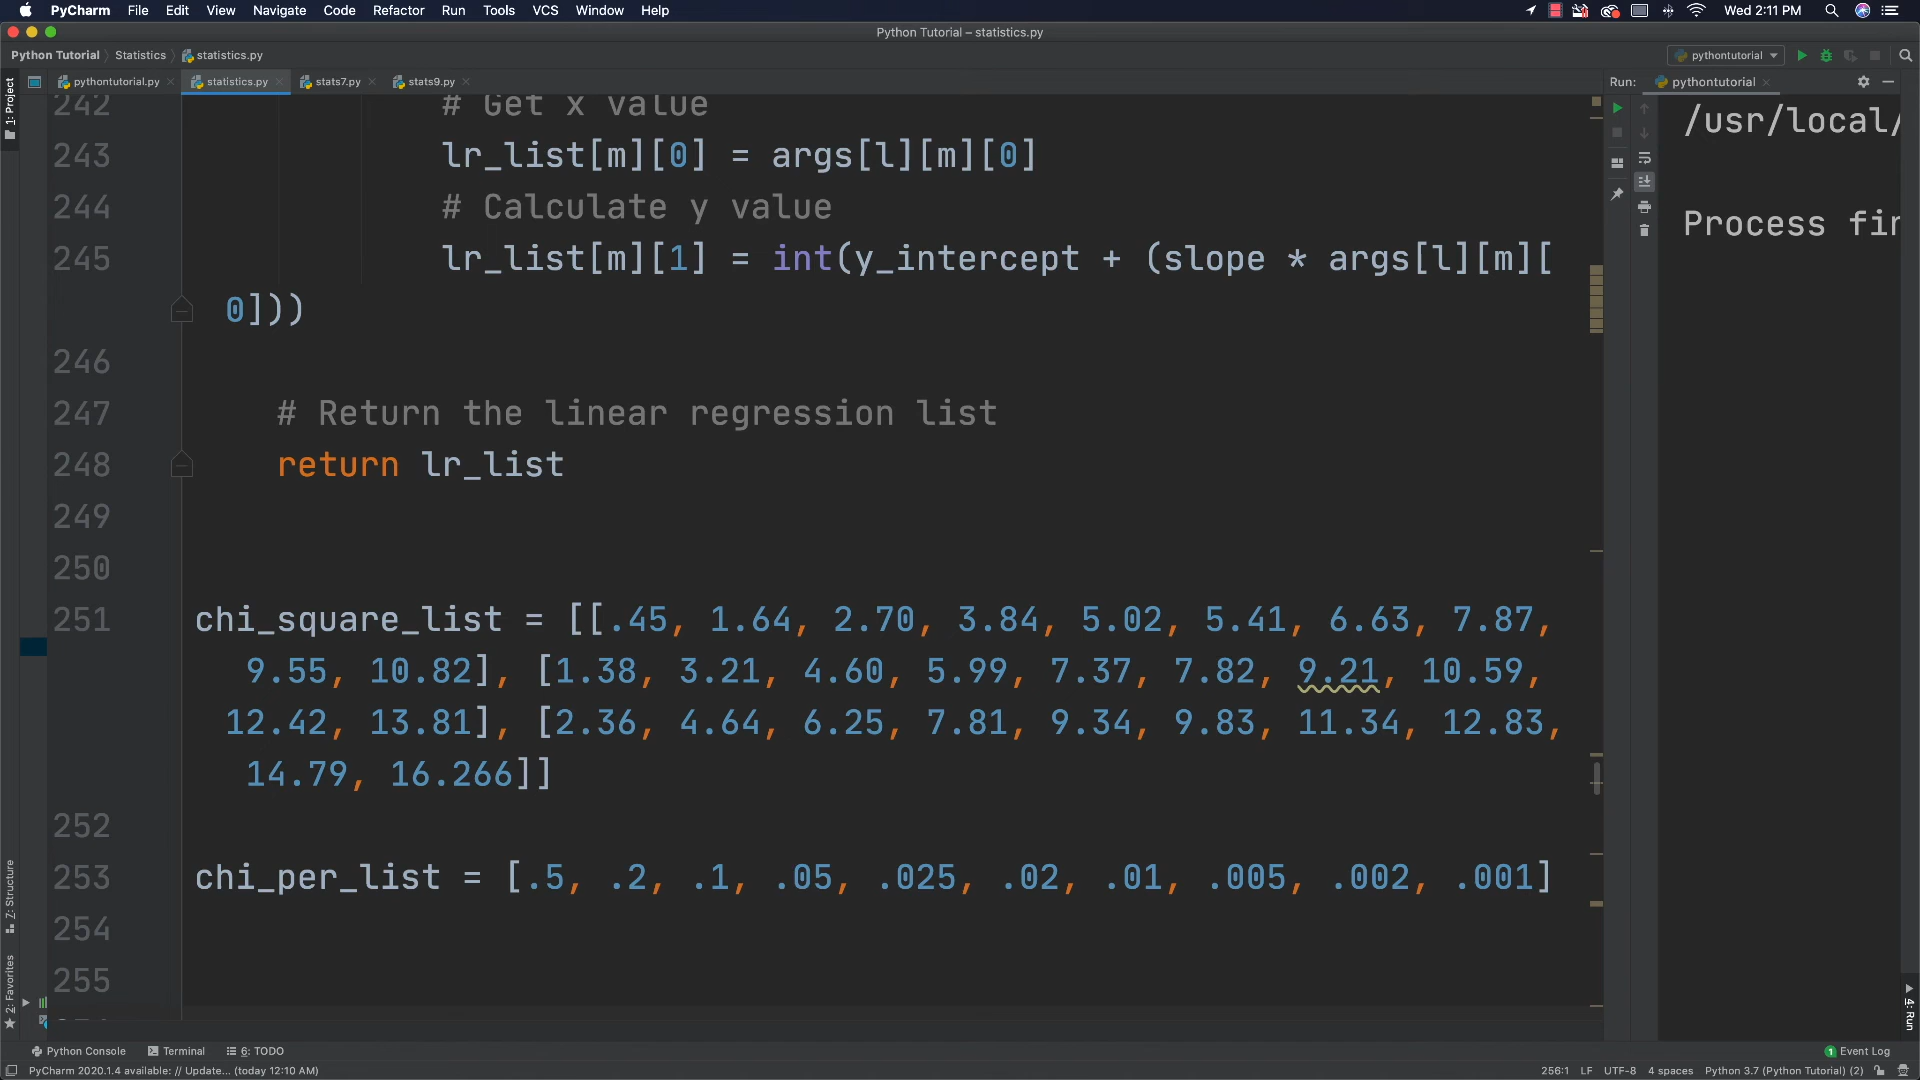 PyCharm File Edit View Navigate Code Refactor Run Tools VCS Window Help Wed 2:11 PM
Python Tutorial – statistics.py
Python Tutorial Statistics statistics.py pythontutorial
pythontutorial.py statistics.py stats7.py stats9.py Run: pythontutorial
1: Project
242 # Get x value
/usr/local/
243 lr_list[m][0] = args[l][m][0]
244 # Calculate y value
Process fin
245 lr_list[m][1] = int(y_intercept + (slope * args[l][m][
0]))
246
247 # Return the linear regression list
248 return lr_list
249
250
251 chi_square_list = [[.45, 1.64, 2.70, 3.84, 5.02, 5.41, 6.63, 7.87,
9.55, 10.82], [1.38, 3.21, 4.60, 5.99, 7.37, 7.82, 9.21, 10.59,
12.42, 13.81], [2.36, 4.64, 6.25, 7.81, 9.34, 9.83, 11.34, 12.83,
14.79, 16.266]]
252
253 chi_per_list = [.5, .2, .1, .05, .025, .02, .01, .005, .002, .001]
254
255
Z: Structure
2: Favorites
4: Run
Python Console Terminal 6: TODO 1 Event Log
PyCharm 2020.1.4 available: // Update... (today 12:10 AM) 256:1 LF UTF-8 4 spaces Python 3.7 (Python Tutorial) (2)